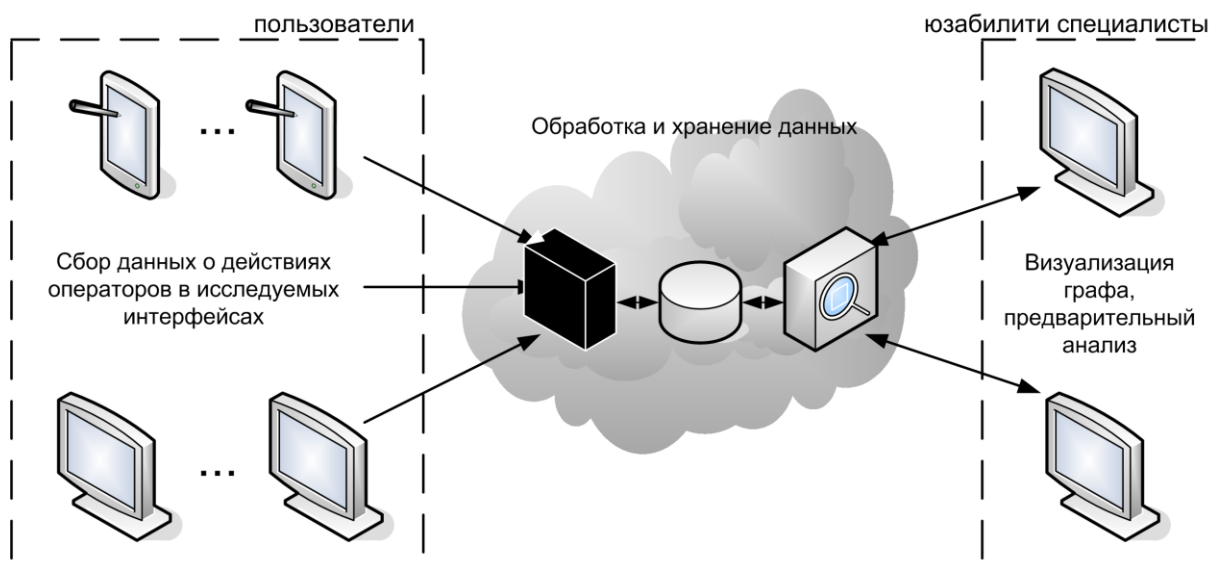 пользователи
юзабилити специалисты
Обработка и хранение данных
...
Сбор данных о действиях
операторов в исследуемых
интерфейсах
Визуализация
графа,
предварительный
анализ
...